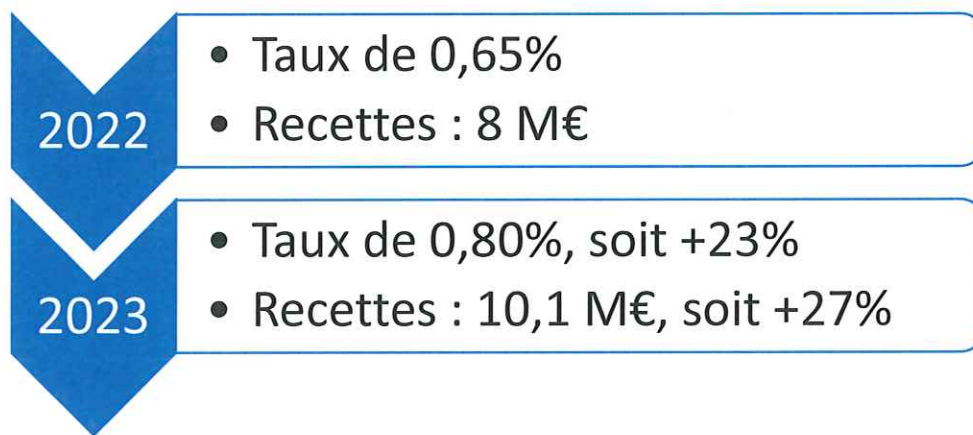 2022
• Taux de 0,65%
• Recettes : 8 M€
2023
• Taux de 0,80%, soit +23%
• Recettes : 10,1 M€, soit +27%